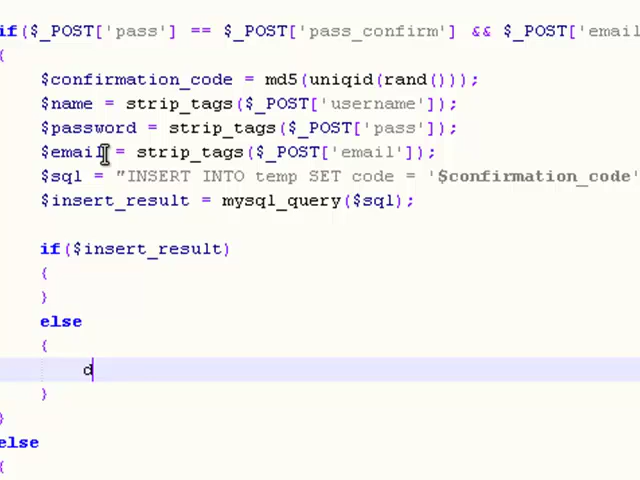 if($_POST['pass'] == $_POST['pass_confirm'] && $_POST['email
{
$confirmation_code = md5(uniqid(rand()));
$name = strip_tags($_POST['username']);
$password = strip_tags($_POST['pass']);
$email = strip_tags($_POST['email']);
$sql = "INSERT INTO temp SET code = '$confirmation_code'
$insert_result = mysql_query($sql);
if($insert_result)
{
}
else
{
d
}
}
else
{